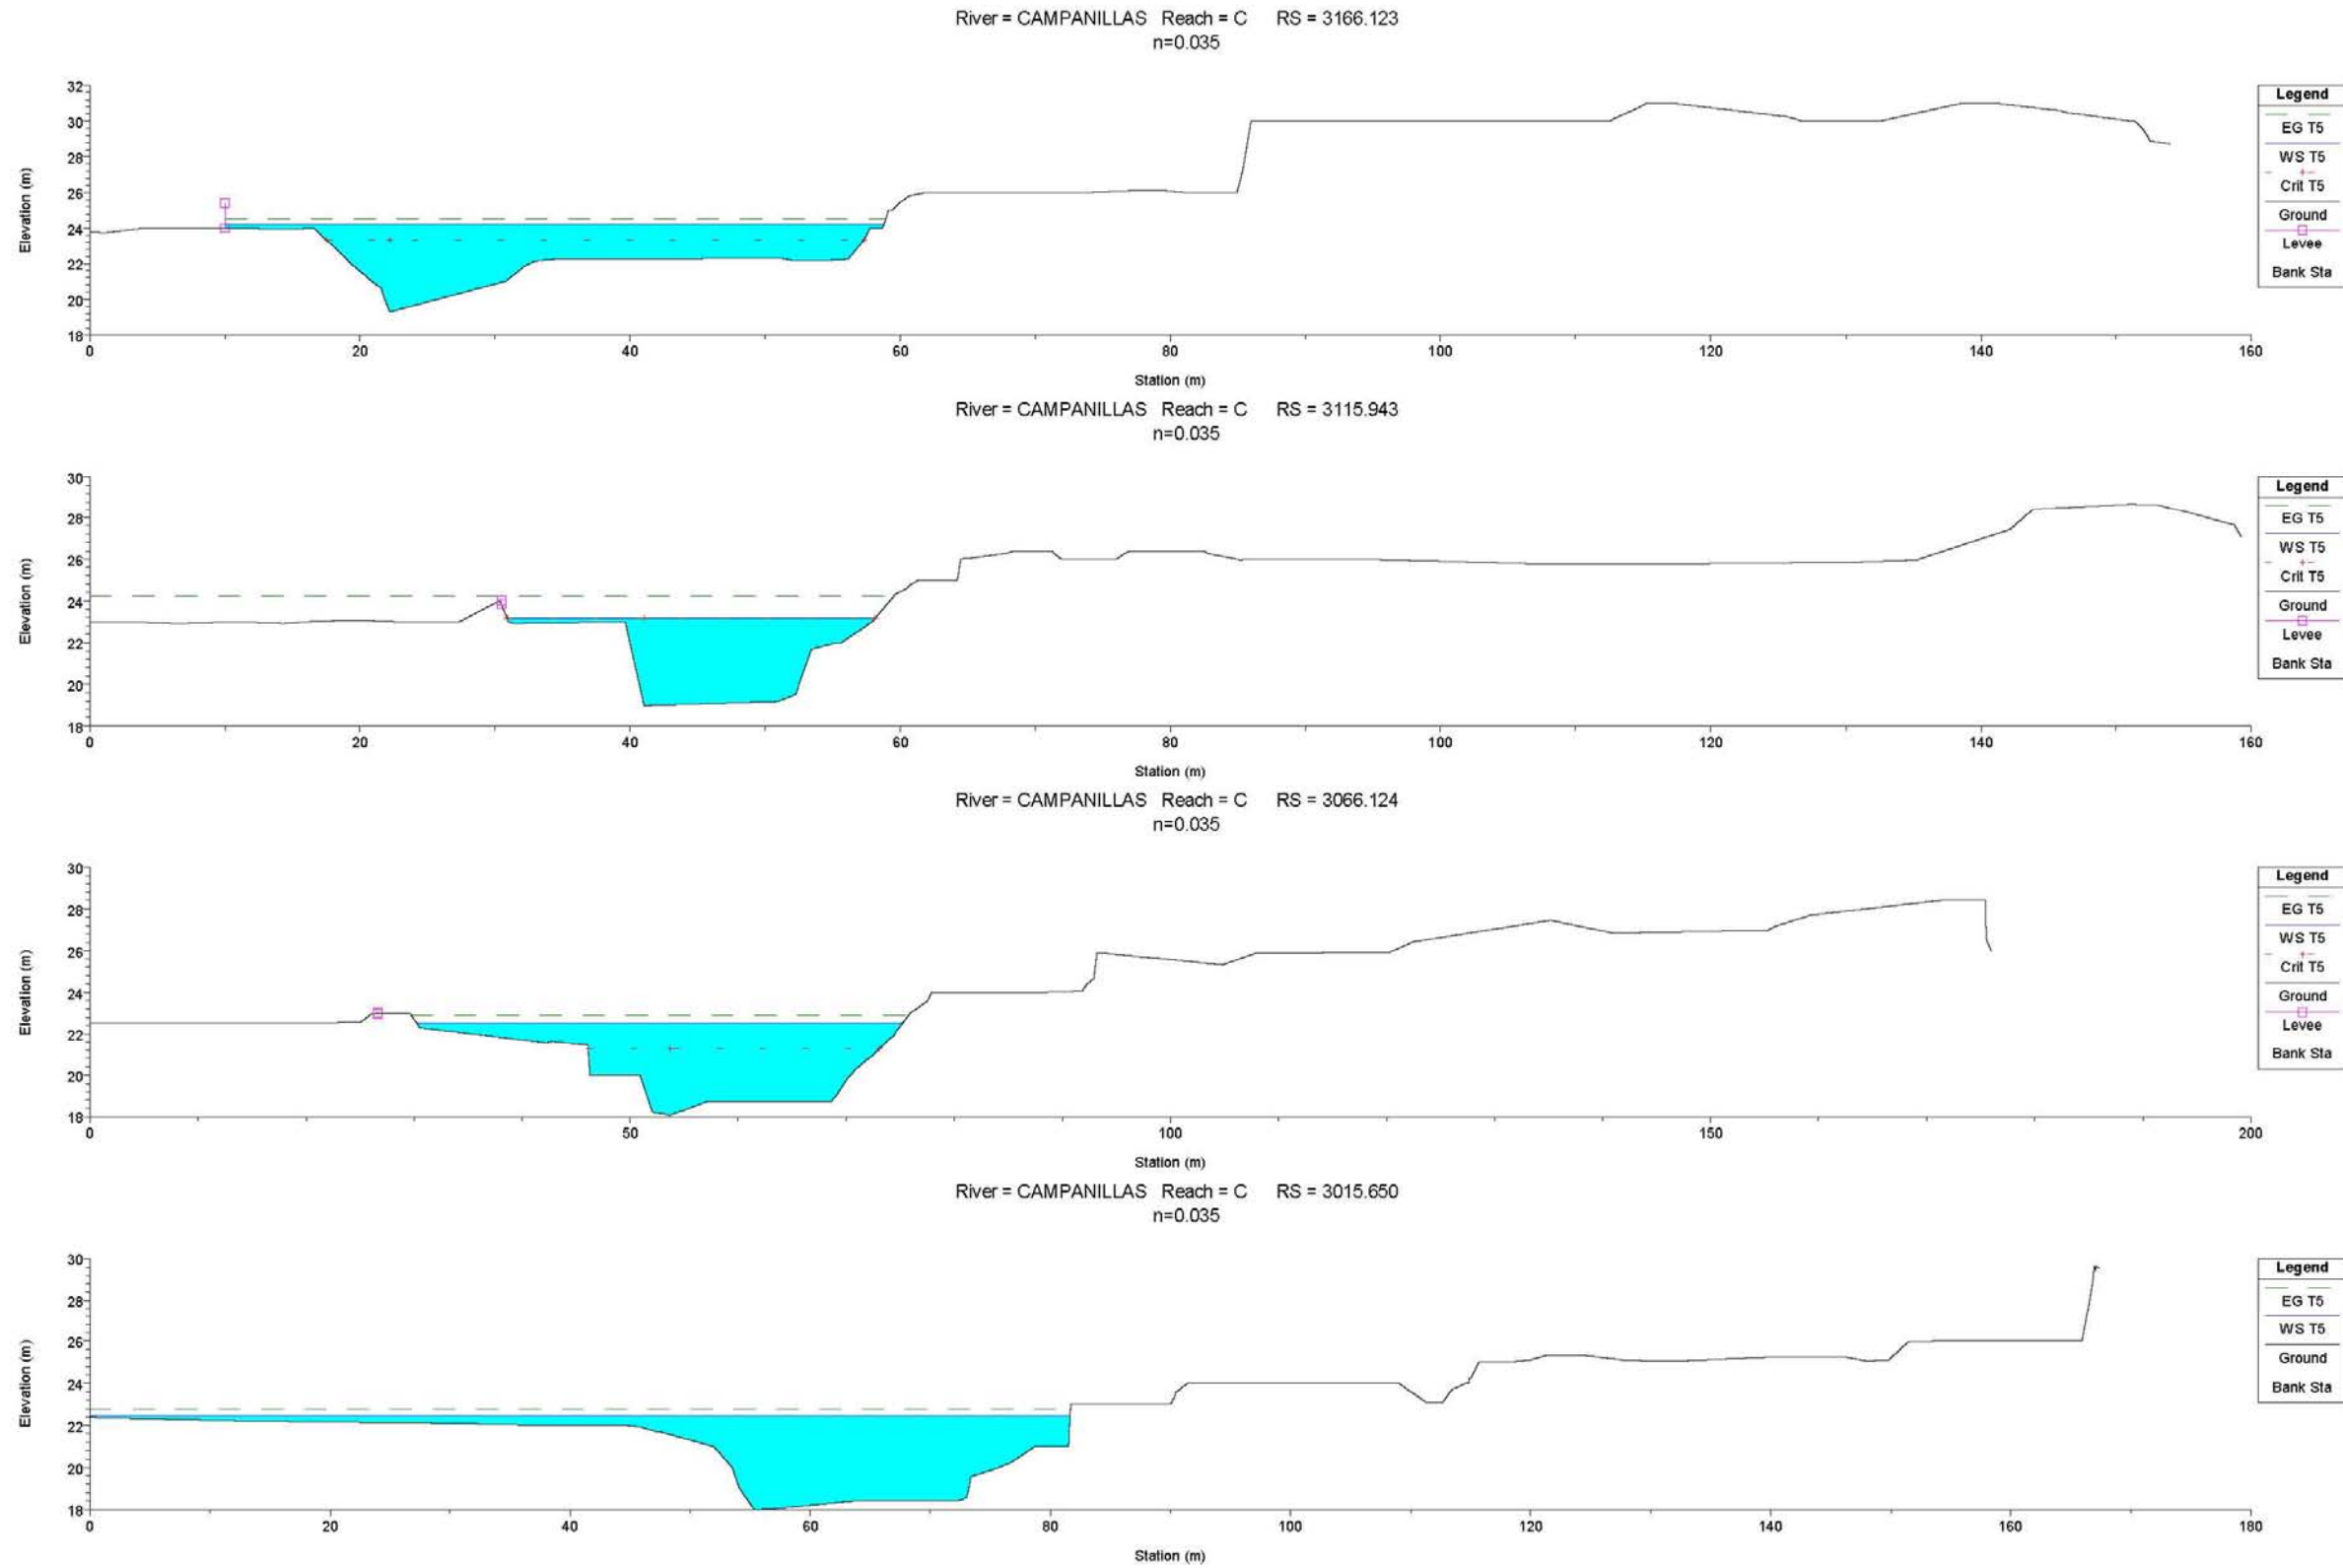 River = CAMPANILLAS Reach = C RS = 3166.123
n=0.035
32
30
28
26
24
22
20
18
Elevation (m)
0 20 40 60 80 100 120 140 160
Station (m)
Legend
EG T5
WS T5
Crit T5
Ground
Levee
Bank Sta
River = CAMPANILLAS Reach = C RS = 3115.943
n=0.035
30
28
26
24
22
20
18
Elevation (m)
0 20 40 60 80 100 120 140 160
Station (m)
Legend
EG T5
WS T5
Crit T5
Ground
Levee
Bank Sta
River = CAMPANILLAS Reach = C RS = 3066.124
n=0.035
30
28
26
24
22
20
18
Elevation (m)
0 50 100 150 200
Station (m)
Legend
EG T5
WS T5
Crit T5
Ground
Levee
Bank Sta
River = CAMPANILLAS Reach = C RS = 3015.650
n=0.035
30
28
26
24
22
20
18
Elevation (m)
0 20 40 60 80 100 120 140 160 180
Station (m)
Legend
EG T5
WS T5
Ground
Bank Sta